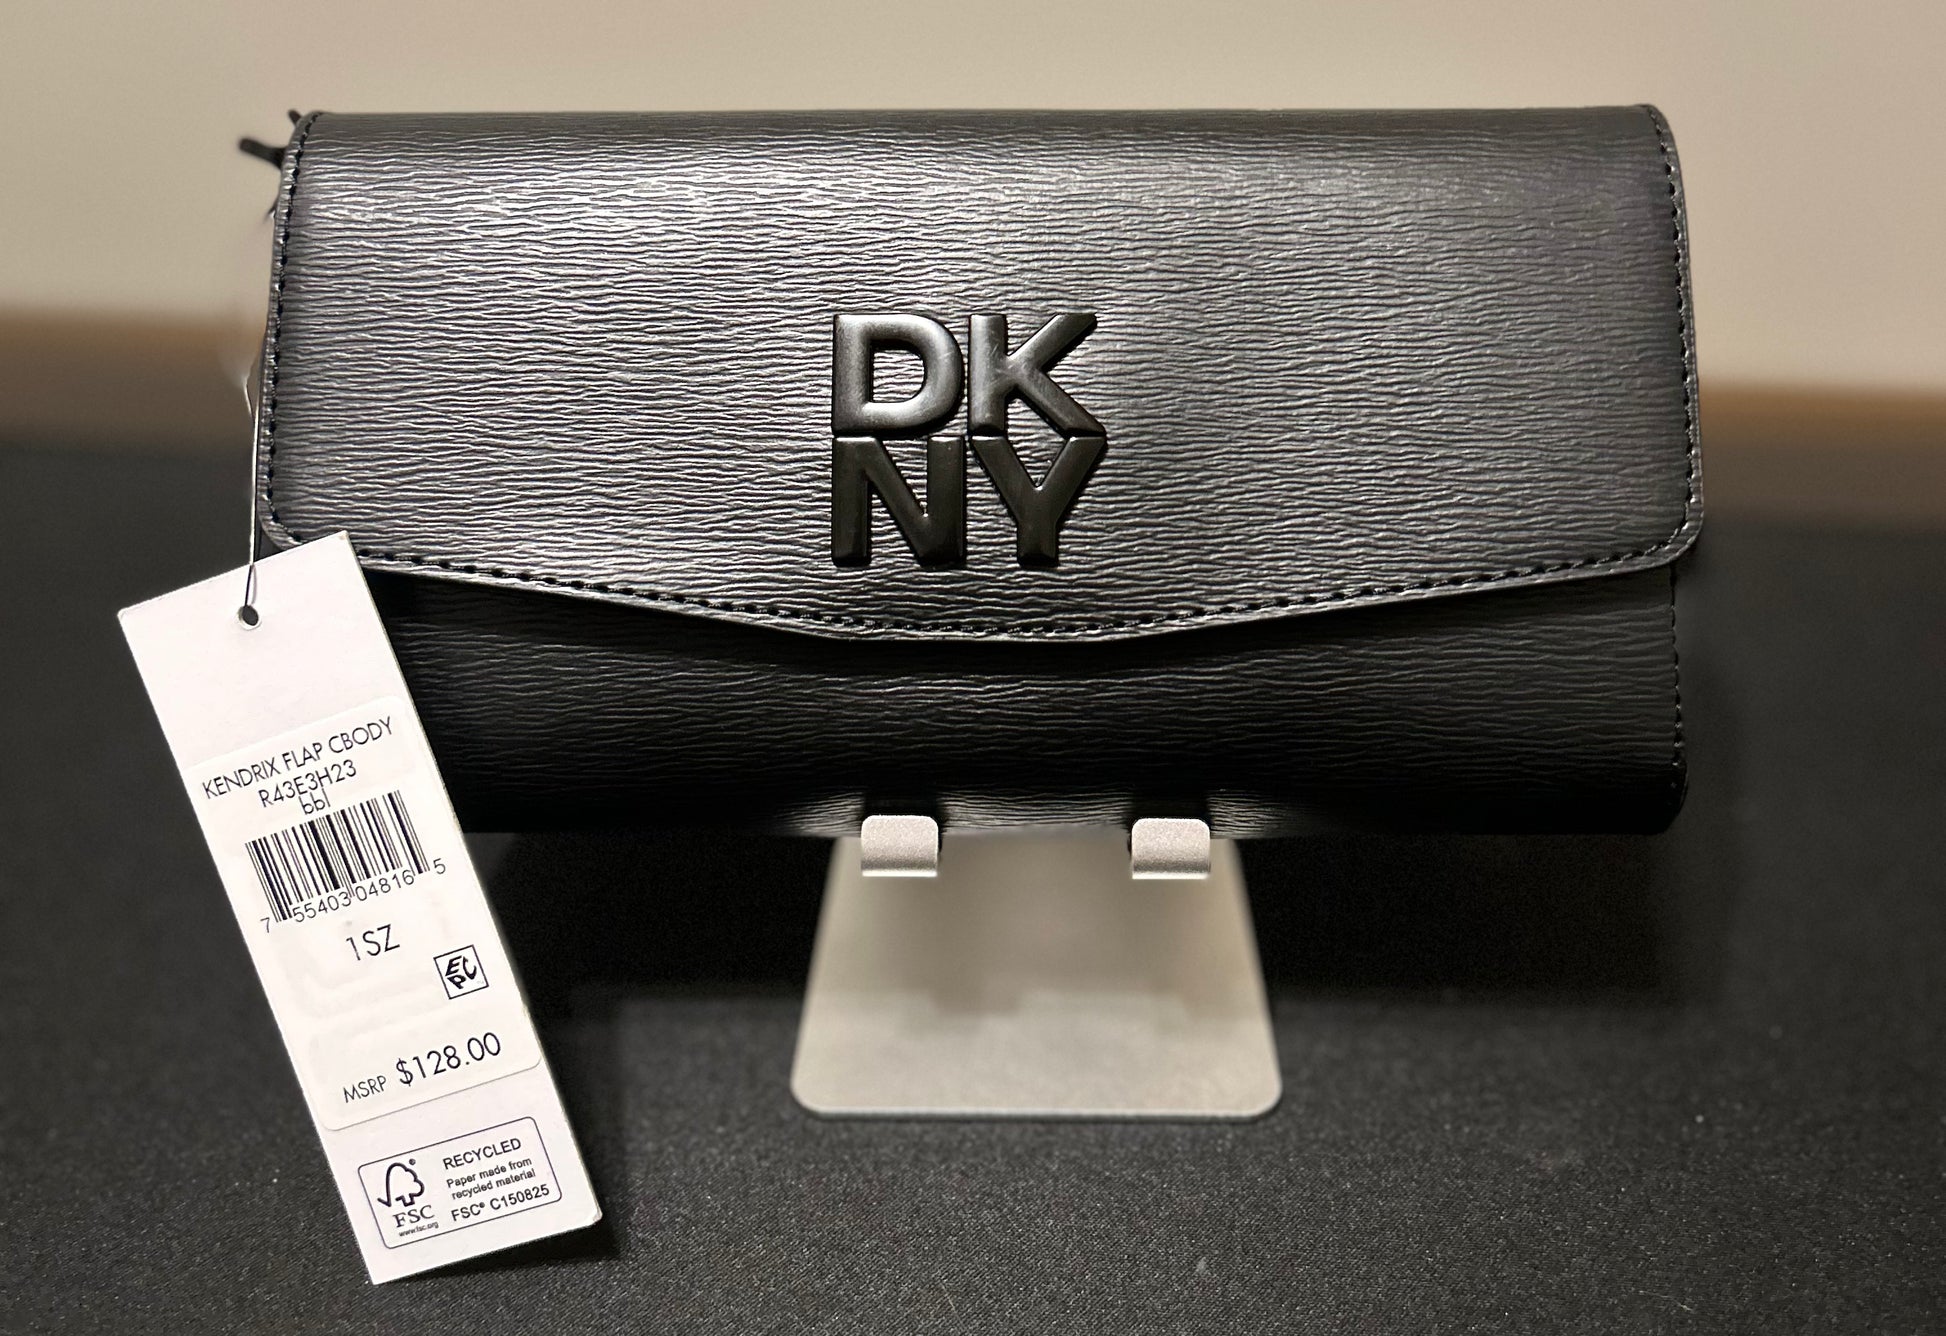 DK
NY
KENDRIX FLAP CBODY
R43E3H23
bbl
7 55403 04816 5
1SZ
EPC
MSRP $128.00
RECYCLED
Paper made from
recycled material
FSC® C150825
FSC
www.fsc.org